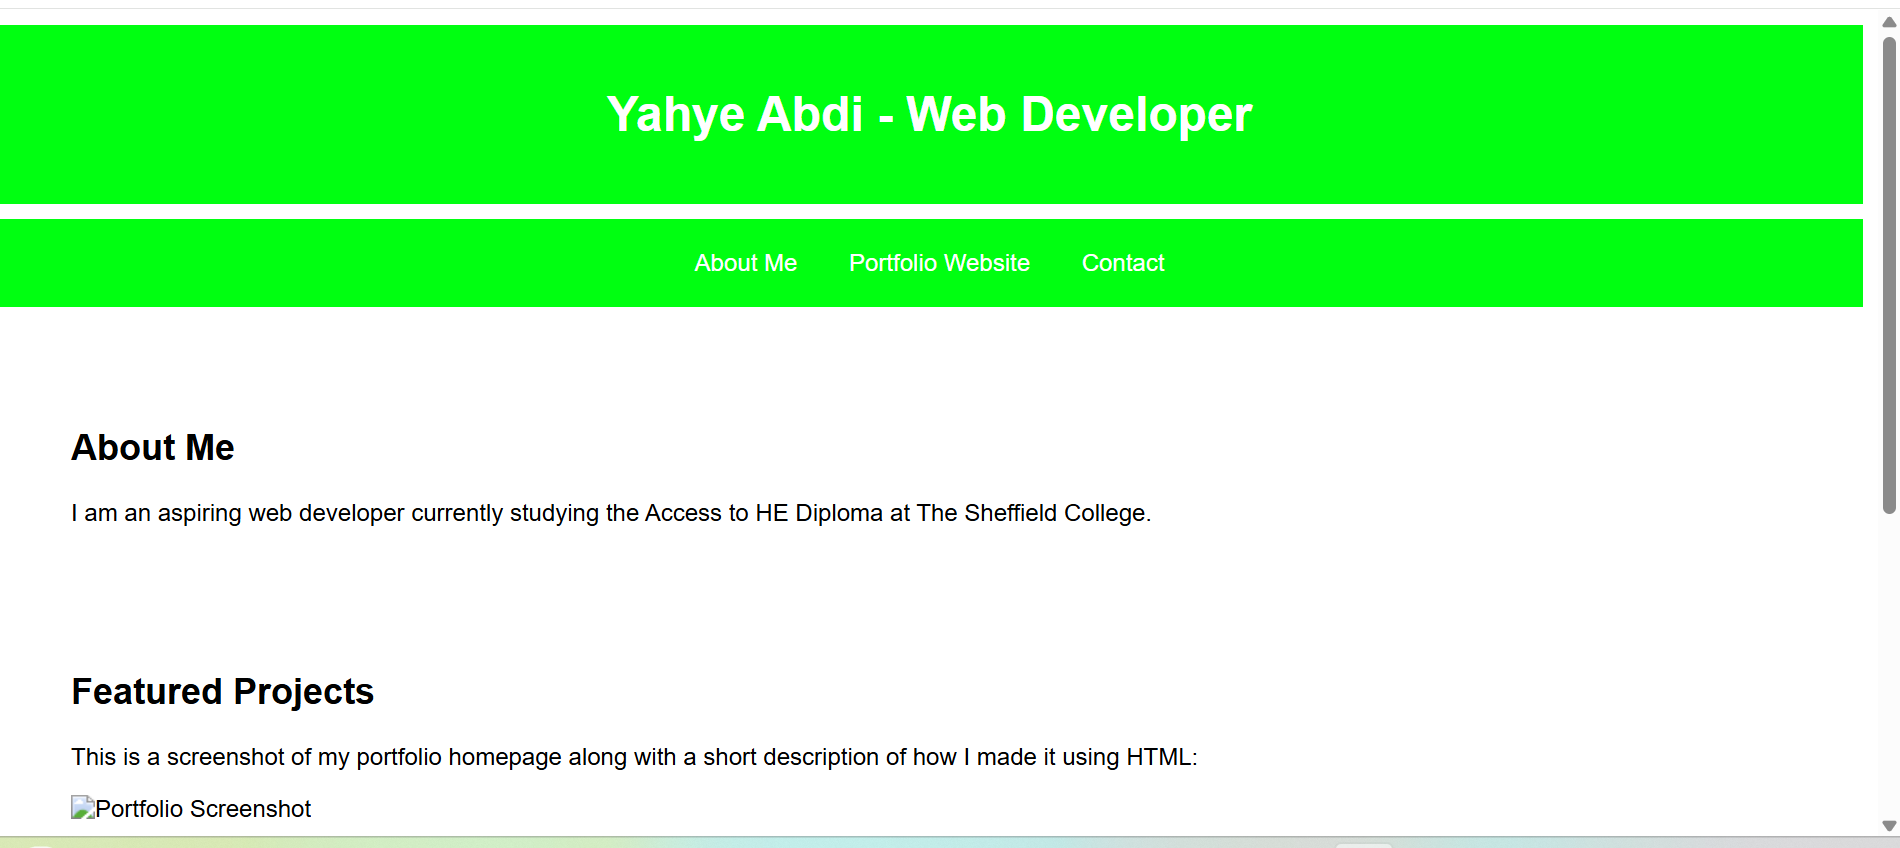 Yahye Abdi - Web Developer
About Me Portfolio Website Contact
About Me
I am an aspiring web developer currently studying the Access to HE Diploma at The Sheffield College.
Featured Projects
This is a screenshot of my portfolio homepage along with a short description of how I made it using HTML:
Portfolio Screenshot